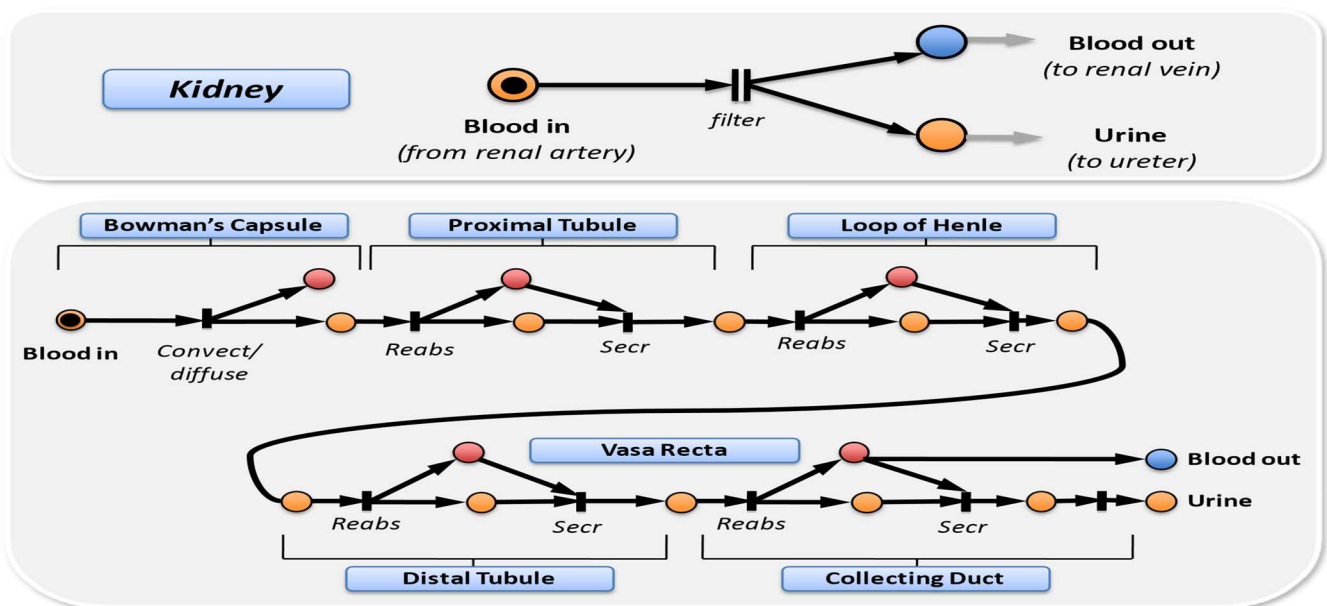 Kidney
Blood in
(from renal artery)
filter
Blood out
(to renal vein)
Urine
(to ureter)
Bowman's Capsule
Proximal Tubule
Loop of Henle
Blood in
Convect/
diffuse
Reabs
Secr
Reabs
Secr
Vasa Recta
Blood out
Urine
Reabs
Secr
Reabs
Secr
Distal Tubule
Collecting Duct